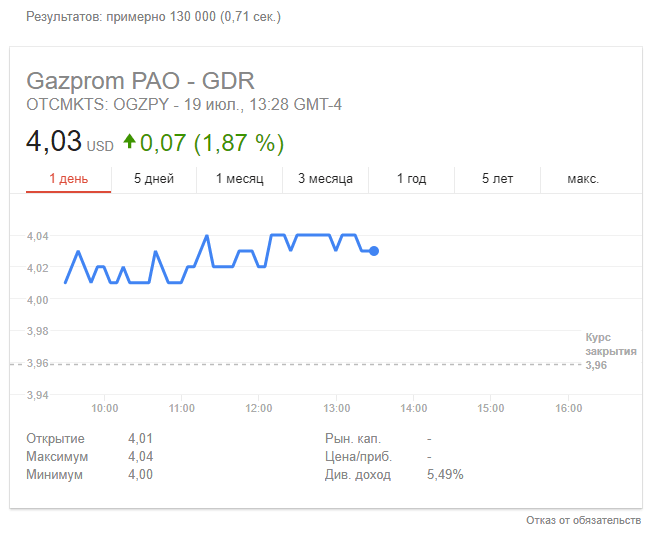 Результатов: примерно 130 000 (0,71 сек.)
Gazprom PAO - GDR
OTCMKTS: OGZPY - 19 июл., 13:28 GMT-4
4,03 USD 0,07 (1,87 %)
1 день 5 дней 1 месяц 3 месяца 1 год 5 лет макс.
4,04
4,02
4,00
3,98
Курс
закрытия
3,96
3,96
3,94
10:00 11:00 12:00 13:00 14:00 15:00 16:00
Открытие 4,01 Рын. кап. -
Максимум 4,04 Цена/приб. -
Минимум 4,00 Див. доход 5,49%
Отказ от обязательств